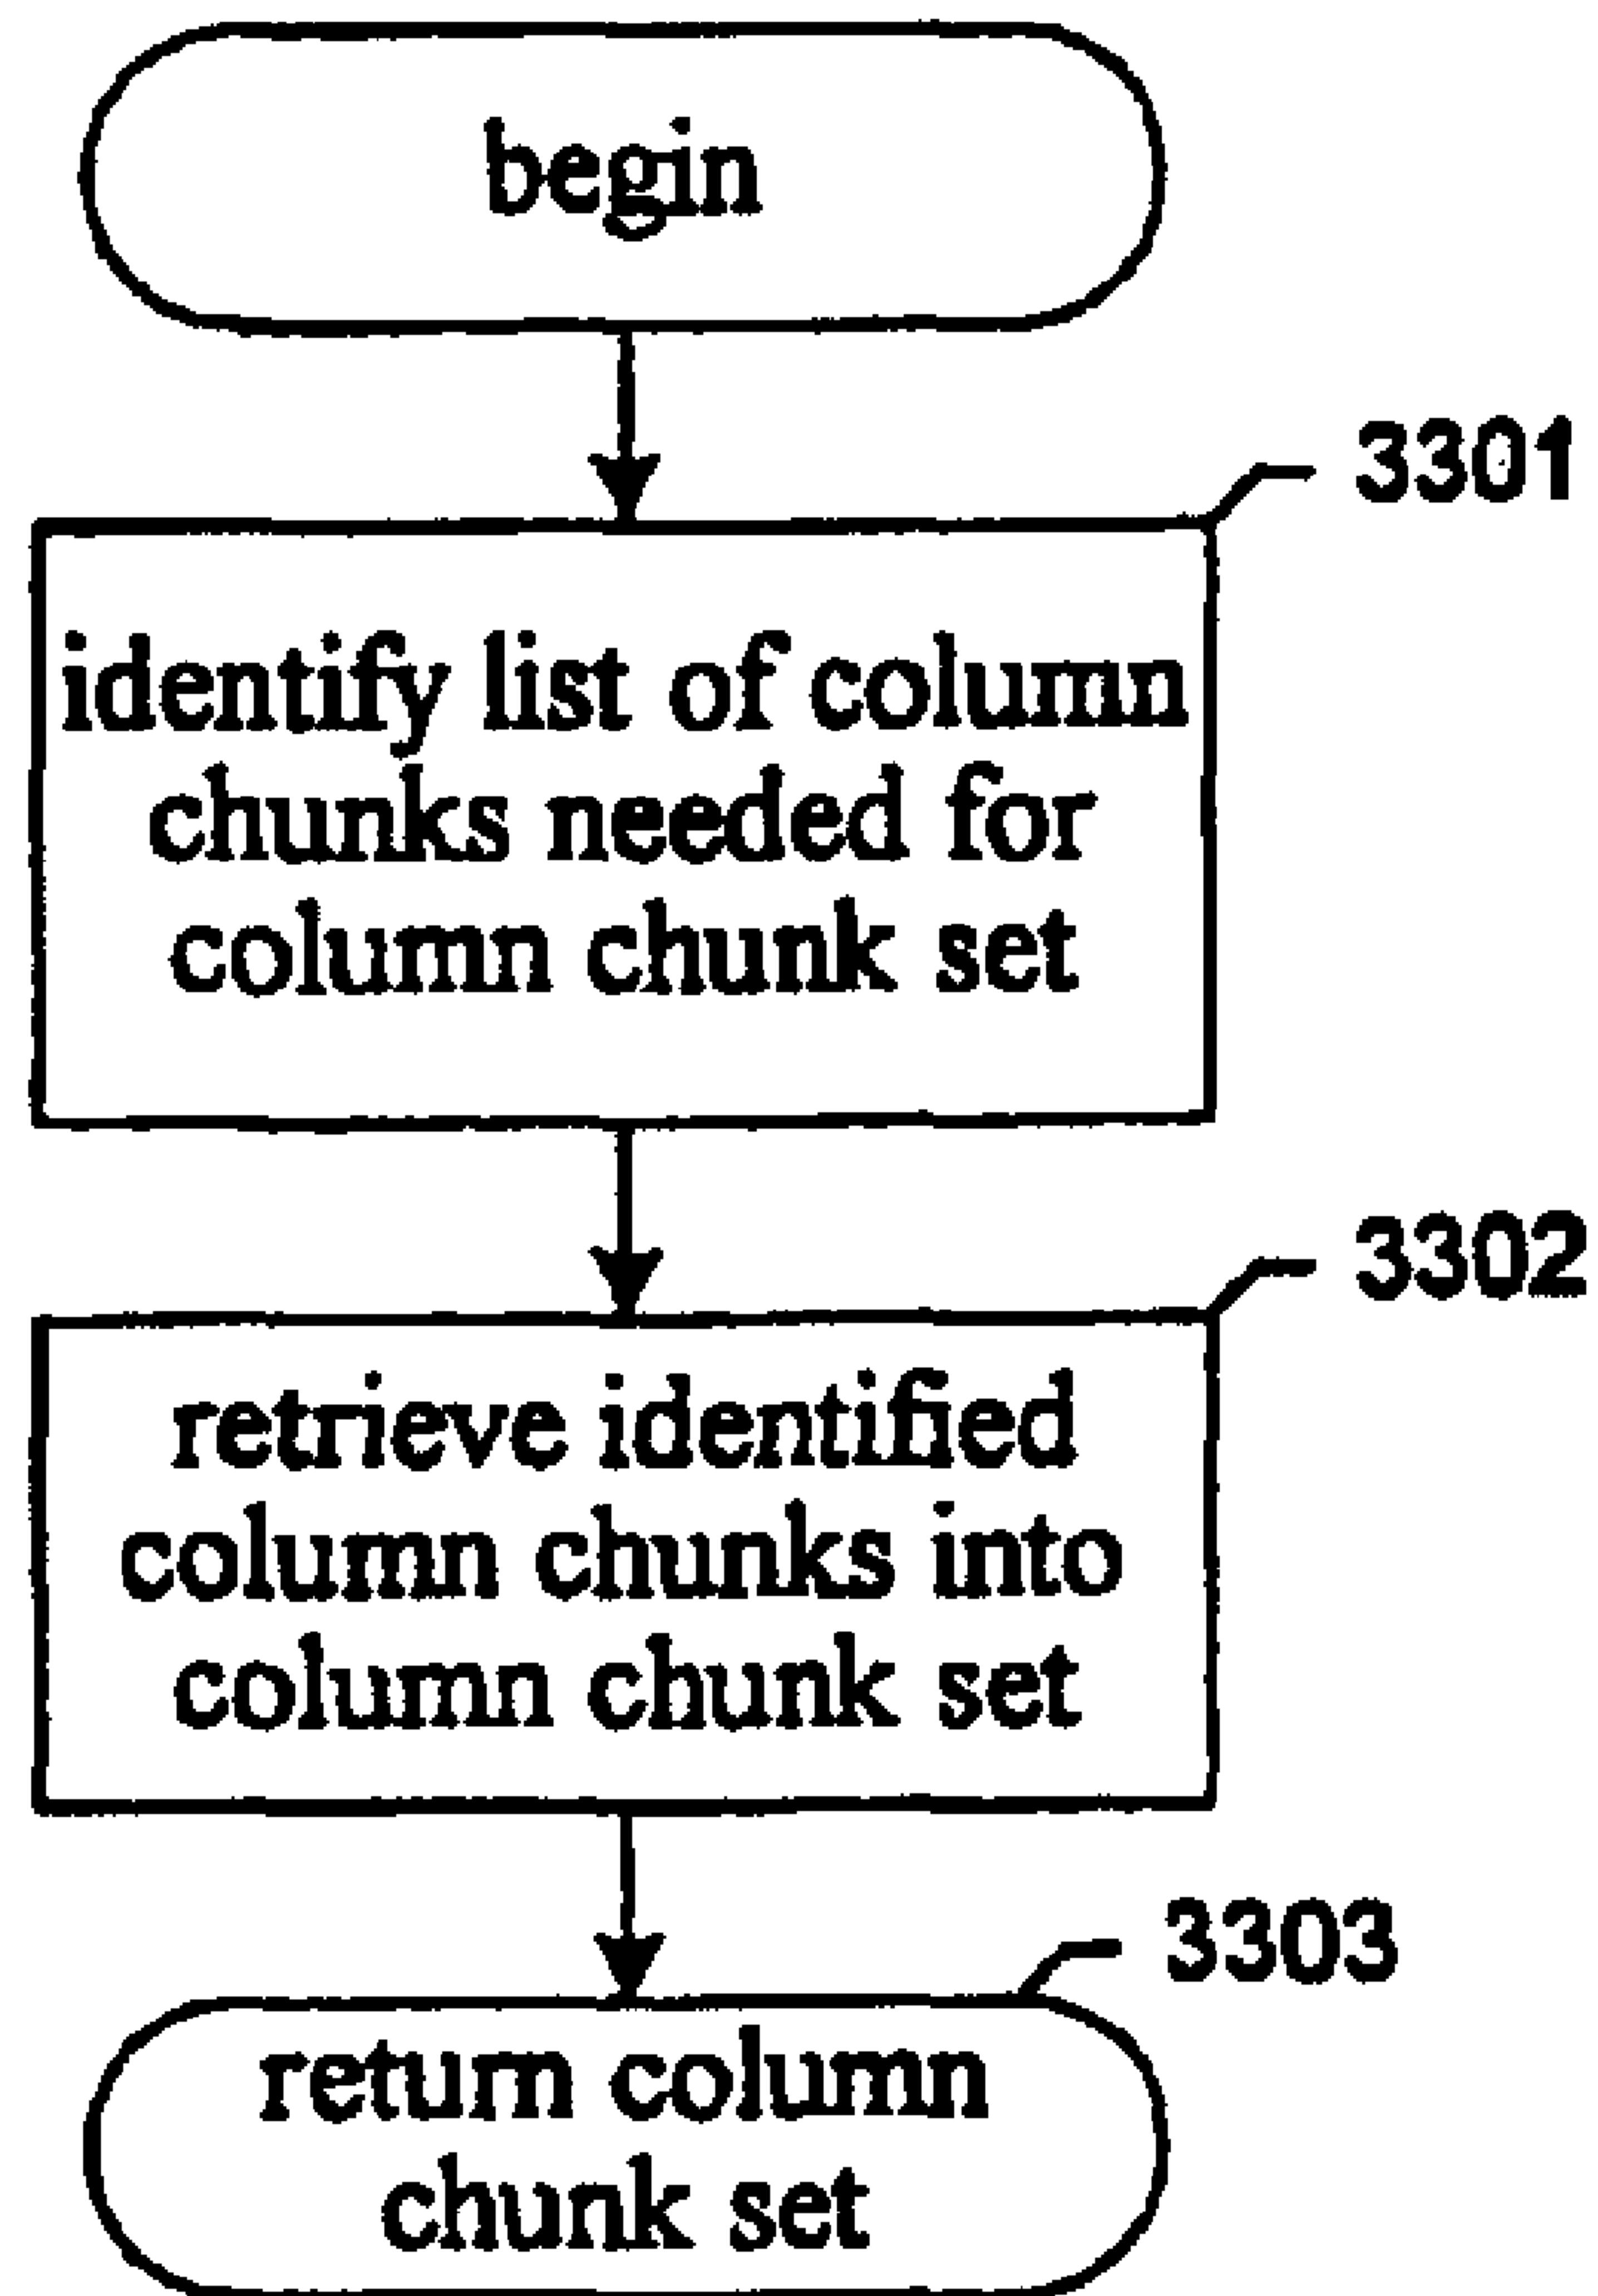 begin
3301
identify list of column
chunks needed for
column chunk set
3302
retrieve identified
column chunks into
column chunk set
3303
return column
chunk set